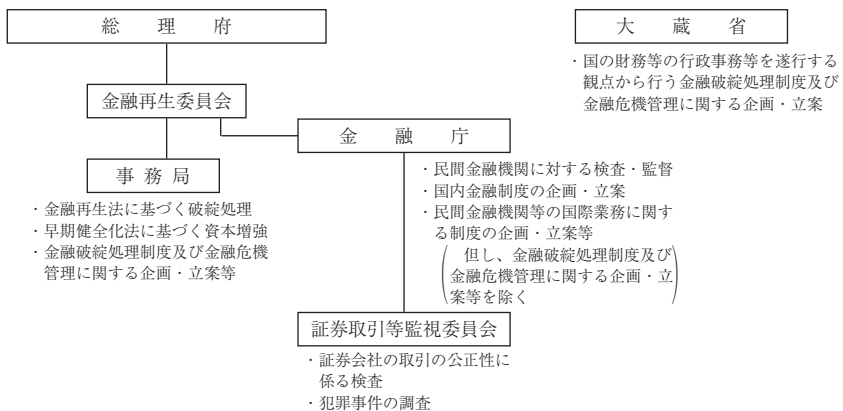 総理府
大蔵省
・国の財務等の行政事務等を遂行する
観点から行う金融破綻処理制度及び
金融危機管理に関する企画・立案
金融再生委員会
金融庁
事務局
・金融再生法に基づく破綻処理
・早期健全化法に基づく資本増強
・金融破綻処理制度及び金融危機
管理に関する企画・立案等
・民間金融機関に対する検査・監督
・国内金融制度の企画・立案
・民間金融機関等の国際業務に関す
る制度の企画・立案等
(但し、金融破綻処理制度及び
金融危機管理に関する企画・立
案等を除く)
証券取引等監視委員会
・証券会社の取引の公正性に
係る検査
・犯罪事件の調査